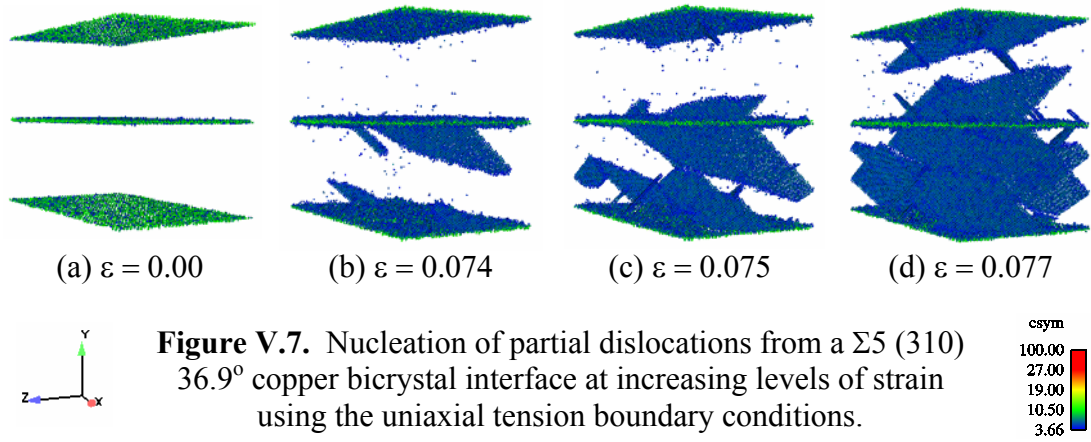 (a) ε = 0.00
(b) ε = 0.074
(c) ε = 0.075
(d) ε = 0.077
Y
Z
X
Figure V.7. Nucleation of partial dislocations from a Σ5 (310)
36.9° copper bicrystal interface at increasing levels of strain
using the uniaxial tension boundary conditions.
csym
100.00
27.00
19.00
10.50
3.66